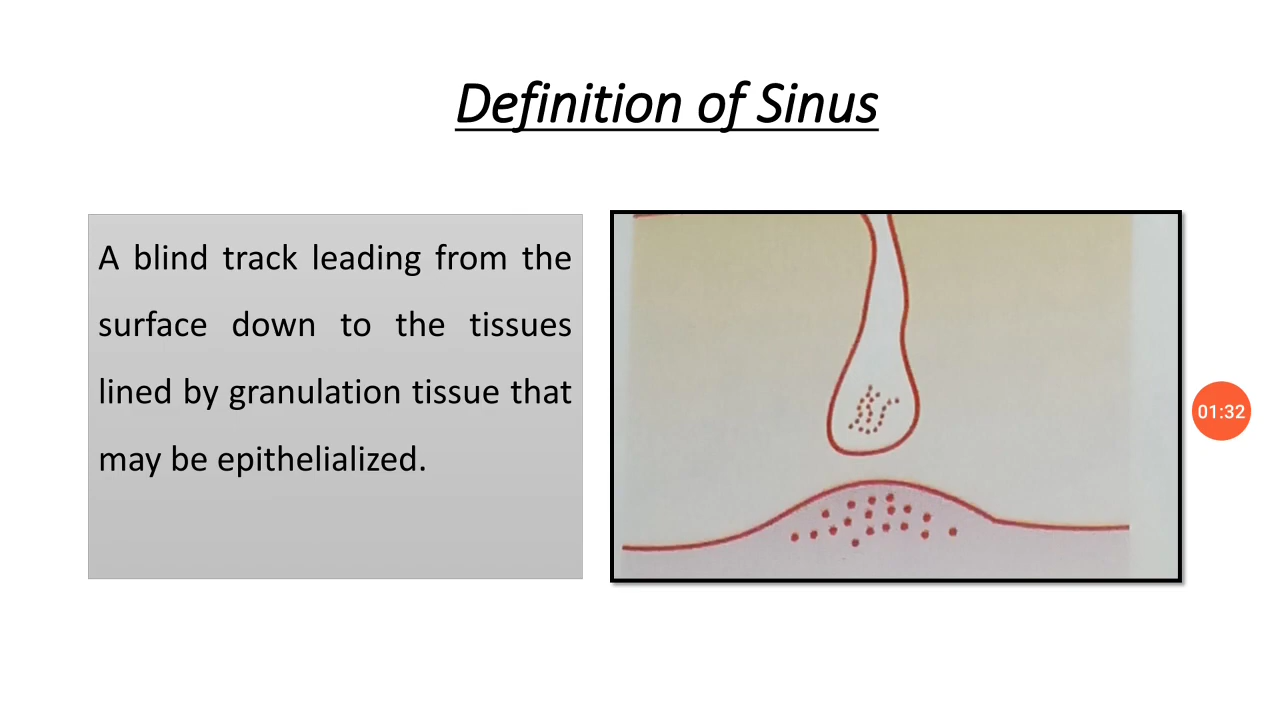 Definition of Sinus
A blind track leading from the
surface down to the tissues
lined by granulation tissue that
may be epithelialized.
01:32